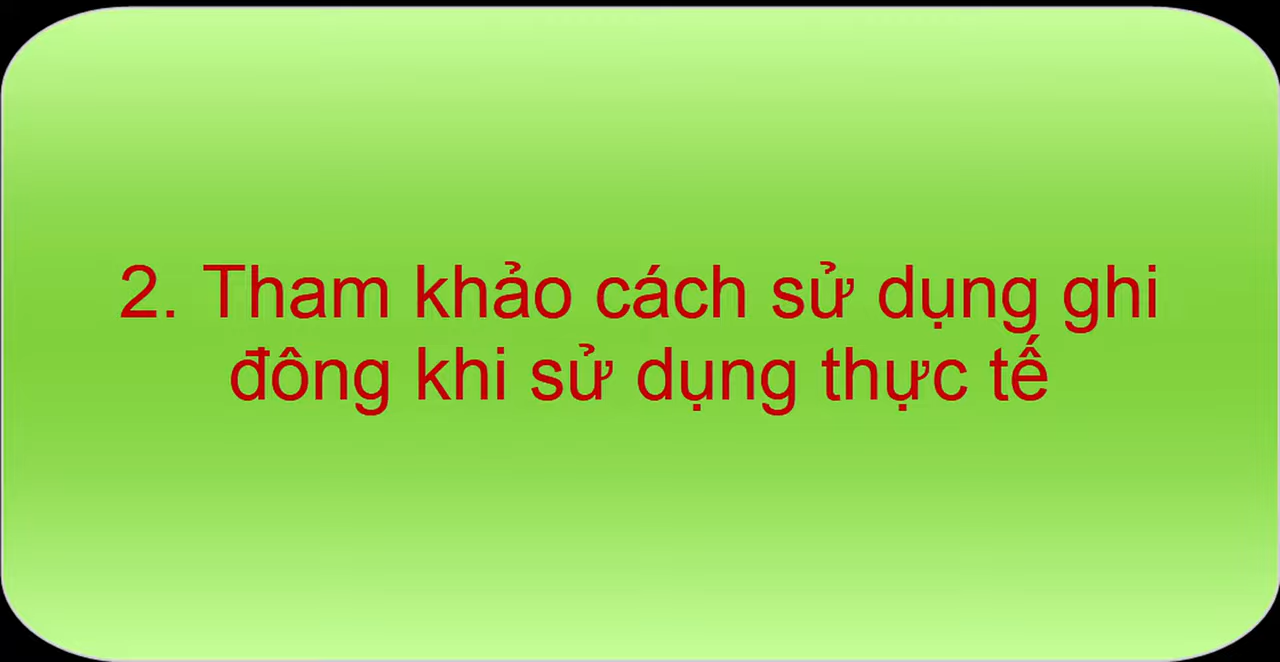 2. Tham khảo cách sử dụng ghi
đông khi sử dụng thực tế